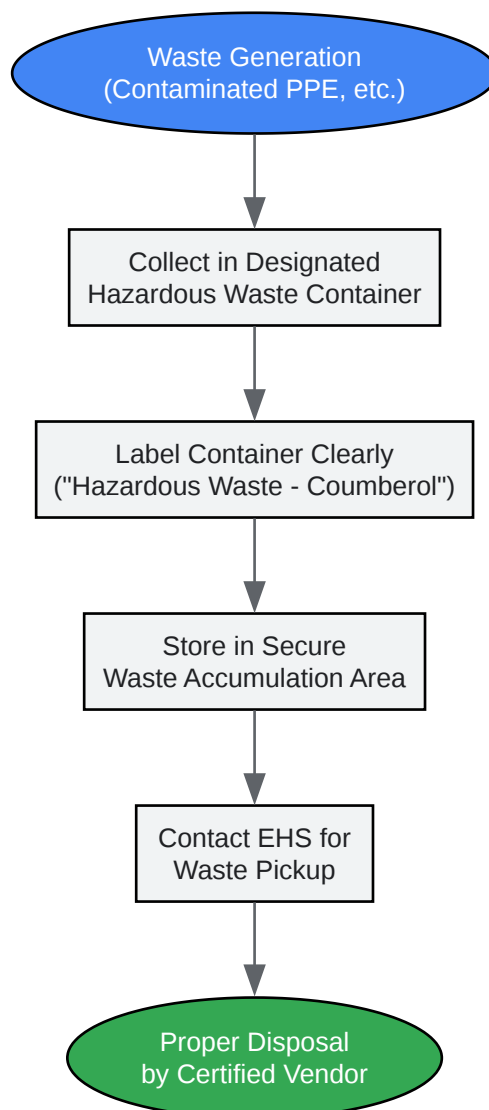 Waste Generation
(Contaminated PPE, etc.)
Collect in Designated
Hazardous Waste Container
Label Container Clearly
("Hazardous Waste - Coumberol")
Store in Secure
Waste Accumulation Area
Contact EHS for
Waste Pickup
Proper Disposal
by Certified Vendor